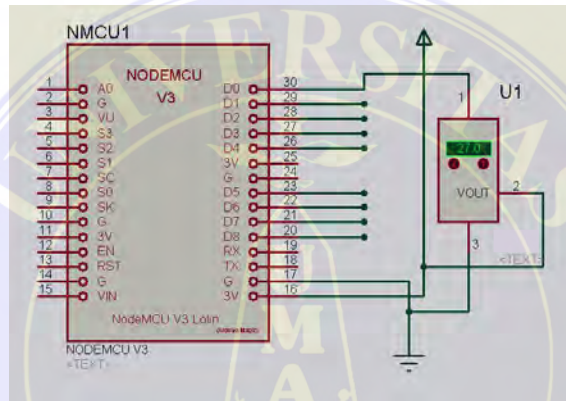 UNIVERSITAS
NMCU1
NODEMCU
V3
1 A0 D0 30
2 G D1 29
3 VU D2 28
4 S3 D3 27
5 S2 D4 26
6 S1 3V 25
7 SC G 24
8 S0 D5 23
9 SK D6 22
10 G D7 21
11 3V D8 20
12 EN RX 19
13 RST TX 18
14 G G 17
15 VIN 3V 16
NodeMCU V3 Lolin
NODEMCU V3
<TEXT>
U1
1
27.0
VOUT
2
3
<TEXT>
M
A